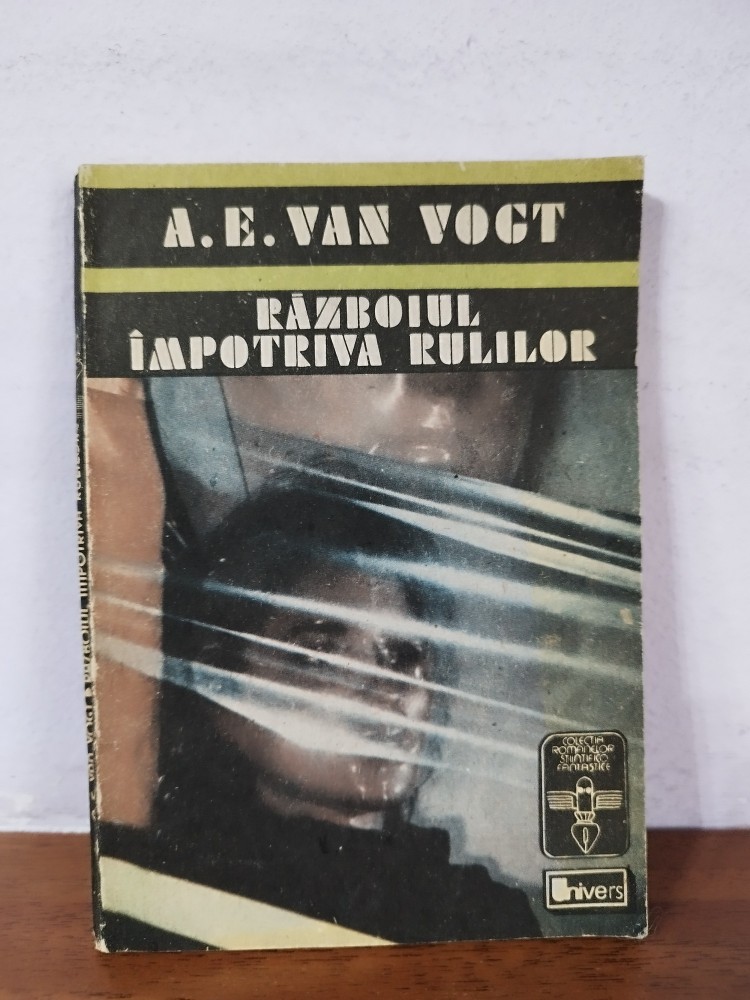 A. E. VAN VOGT
RĂZBOIUL
ÎMPOTRIVA RULILOR
COLECȚIA
ROMANELOR
ȘTIINȚIFICO
FANTASTICE
Univers